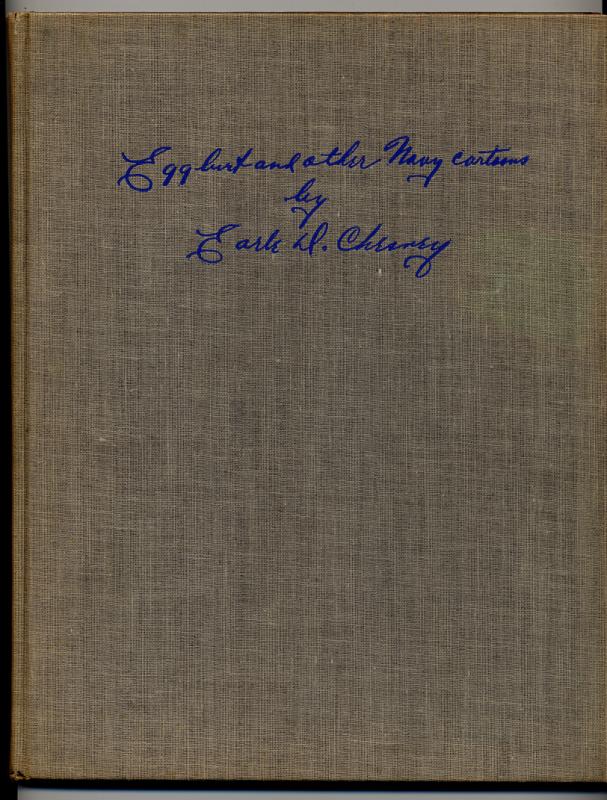 Eggburt and other Navy cartoons
by
Earle D. Chesney